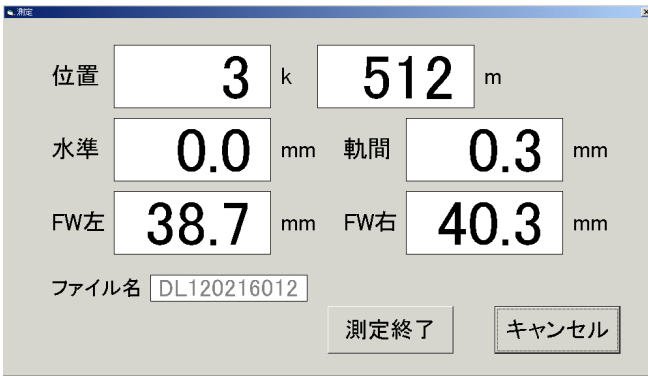 測定
位置 3 k 512 m
水準 0.0 mm 軌間 0.3 mm
FW左 38.7 mm FW右 40.3 mm
ファイル名 DL120216012
測定終了 キャンセル